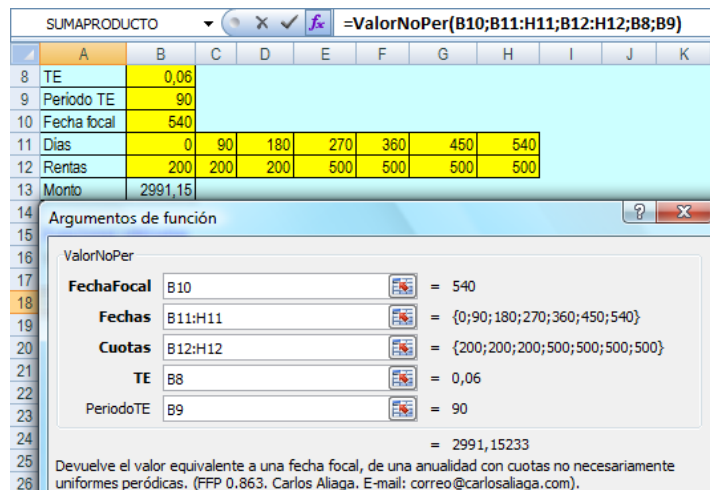 SUMAPRODUCTO fx =ValorNoPer(B10;B11:H11;B12:H12;B8;B9)
A B C D E F G H I J K
8 TE 0,06
9 Periodo TE 90
10 Fecha focal 540
11 Días 0 90 180 270 360 450 540
12 Rentas 200 200 200 500 500 500 500
13 Monto 2991,15
14 Argumentos de función ?
15
16 ValorNoPer
17 FechaFocal B10 = 540
18
19 Fechas B11:H11 = {0;90;180;270;360;450;540}
20 Cuotas B12:H12 = {200;200;200;500;500;500;500}
21 TE B8 = 0,06
22
23 PeriodoTE B9 = 90
24 = 2991,15233
25 Devuelve el valor equivalente a una fecha focal, de una anualidad con cuotas no necesariamente
26 uniformes peródicas. (FFP 0.863. Carlos Aliaga. E-mail: correo@carlosaliaga.com).